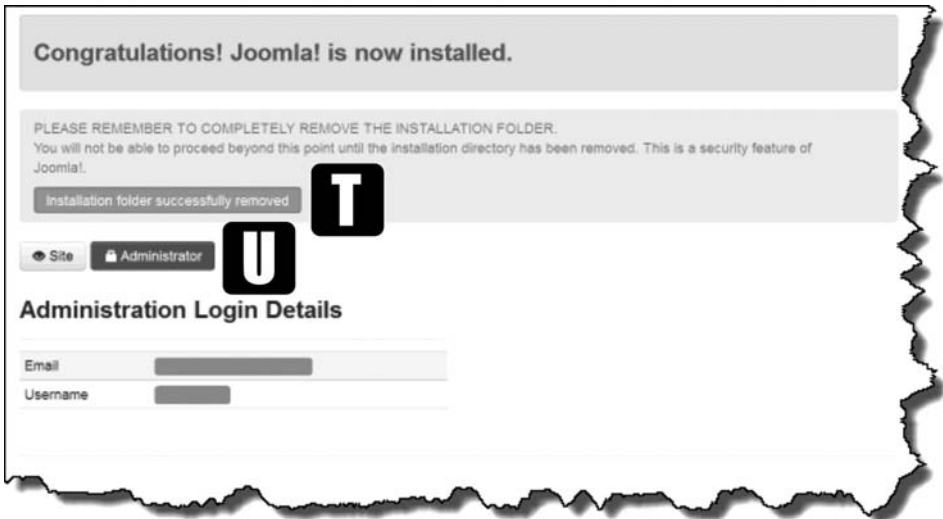 Congratulations! Joomla! is now installed.
PLEASE REMEMBER TO COMPLETELY REMOVE THE INSTALLATION FOLDER.
You will not be able to proceed beyond this point until the installation directory has been removed. This is a security feature of
Joomla!.
Installation folder successfully removed
T
Site Administrator
U
Administration Login Details
Email
Username